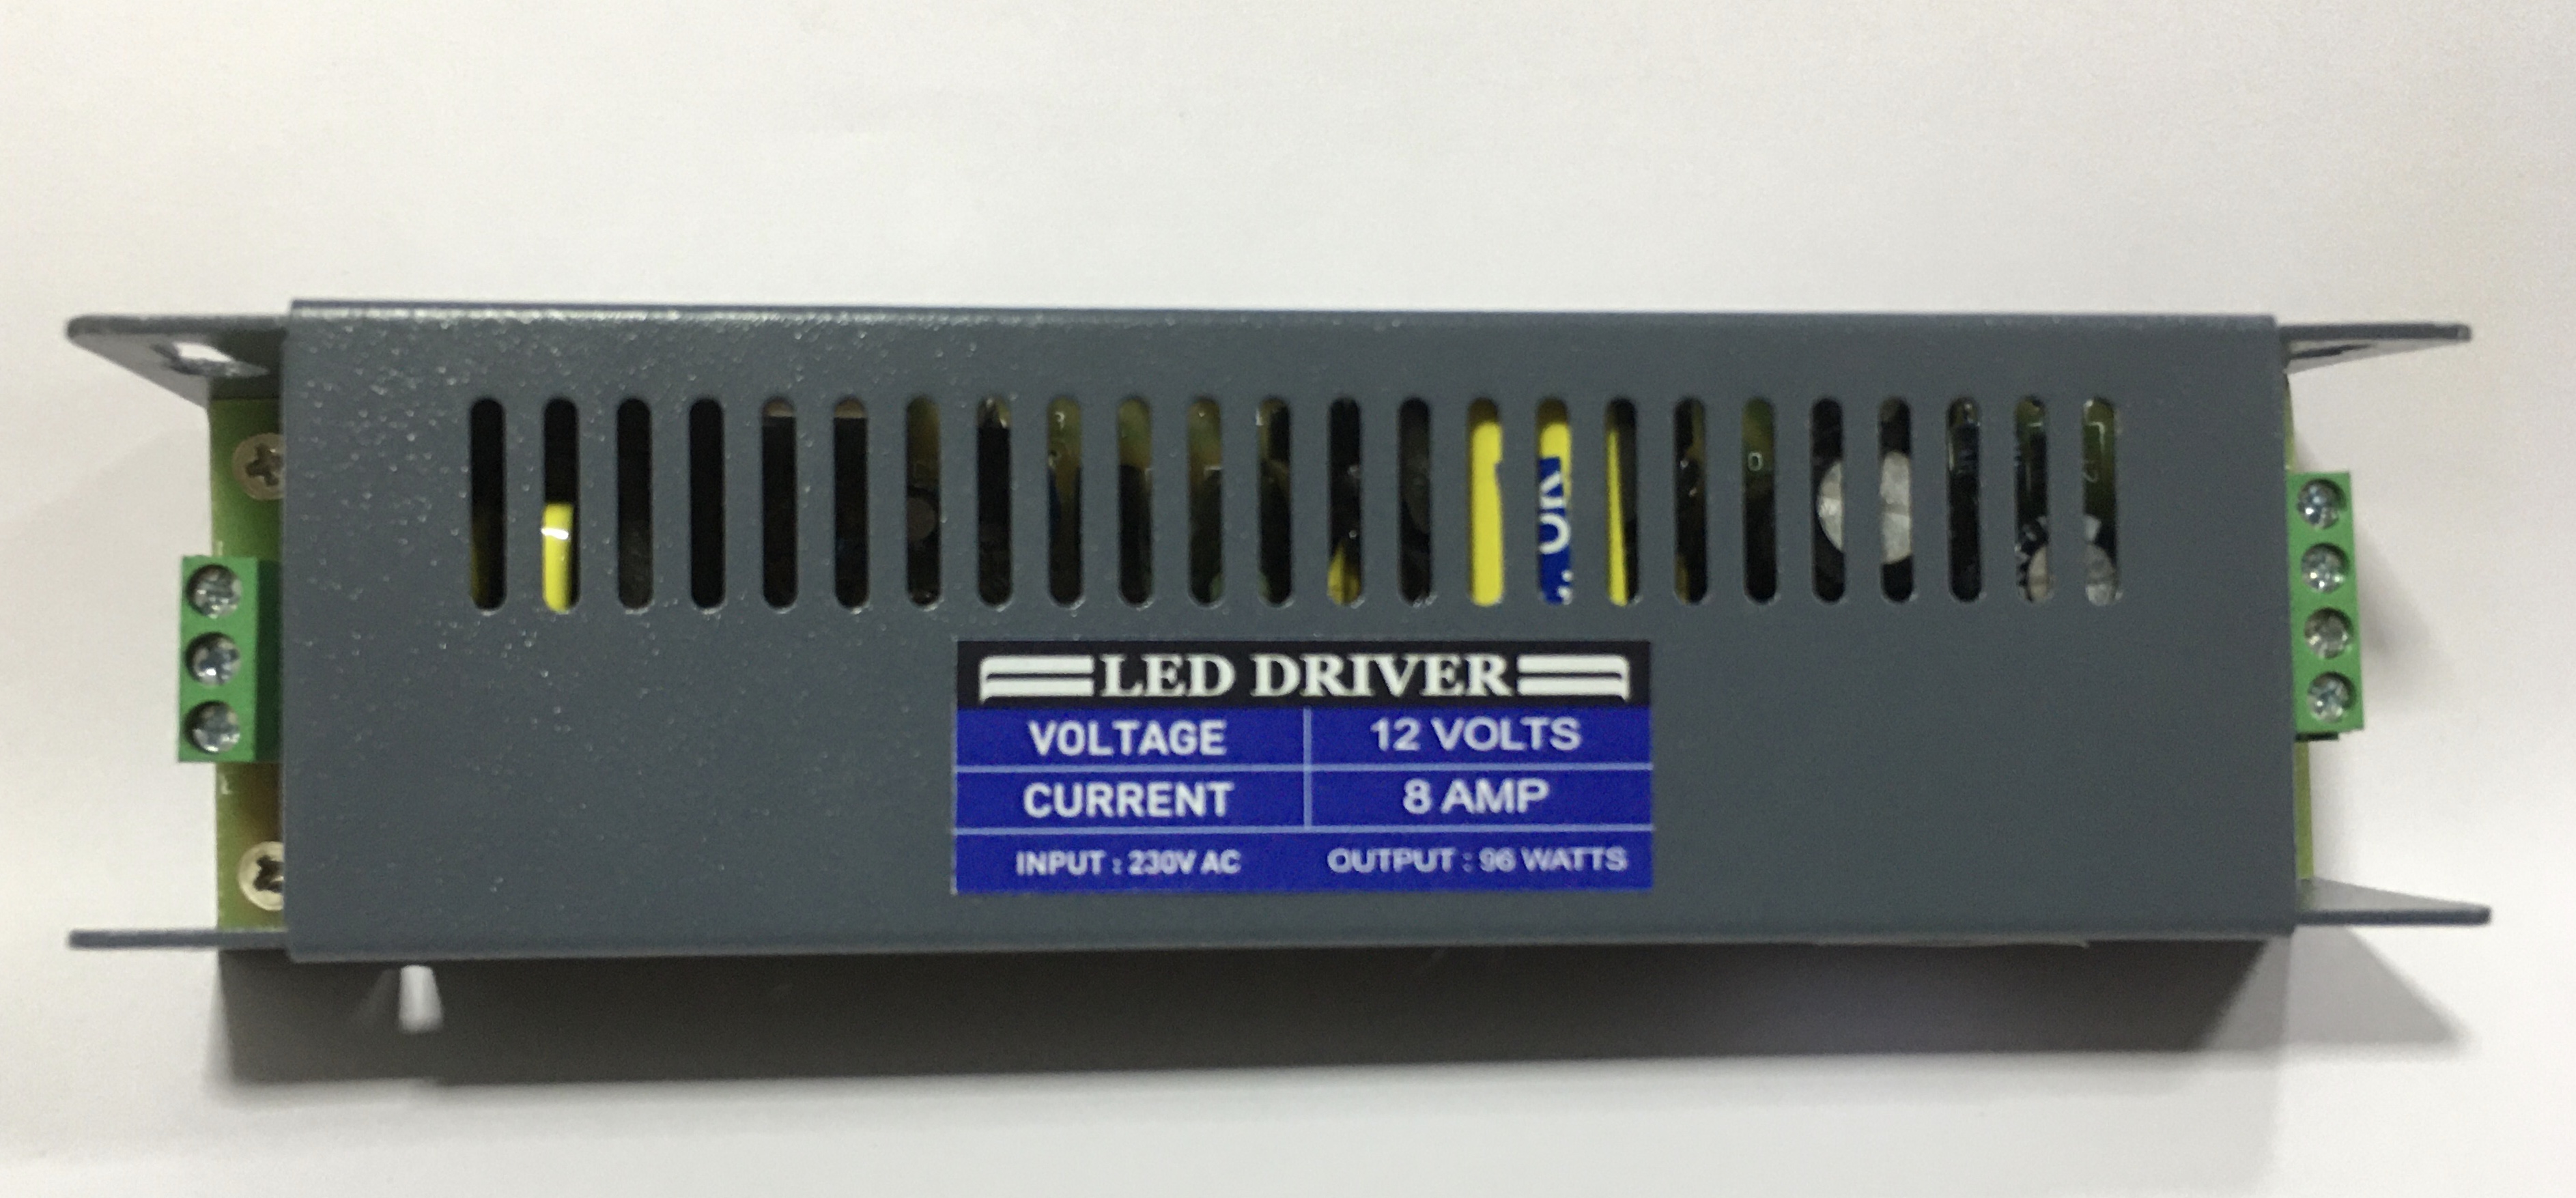 LED DRIVER
VOLTAGE 12 VOLTS
CURRENT 8 AMP
INPUT : 230V AC OUTPUT : 96 WATTS